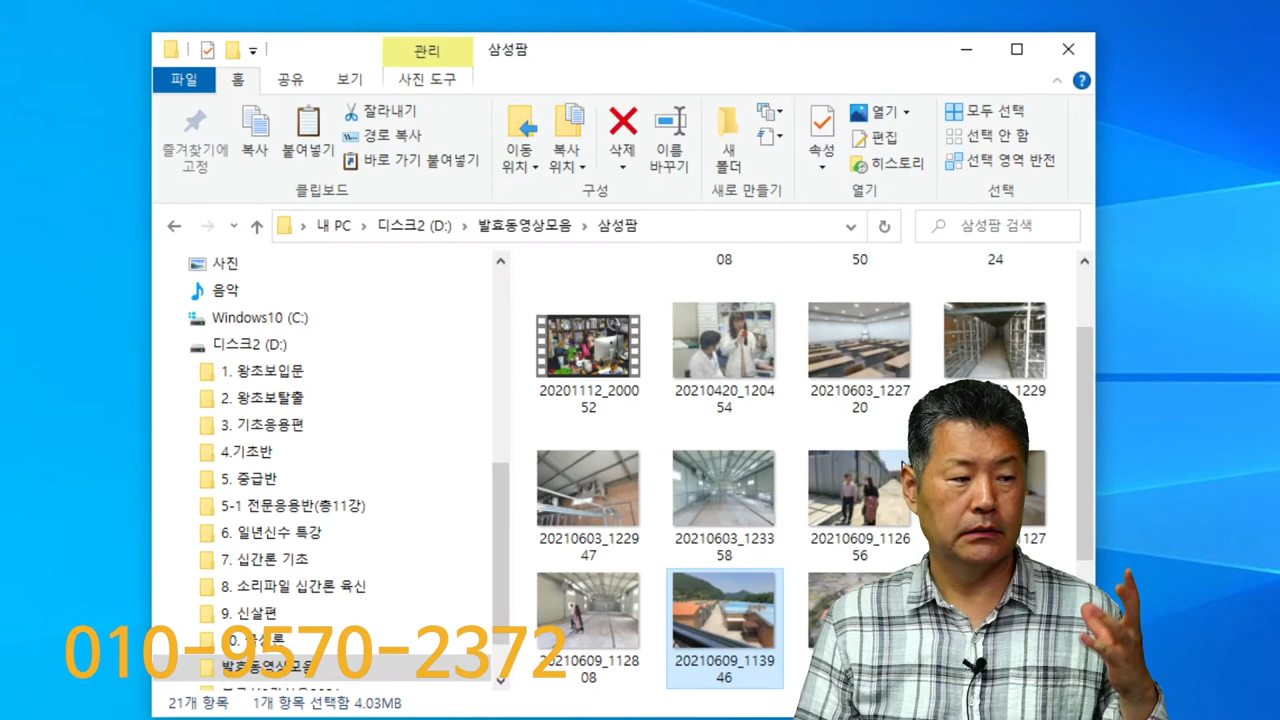 관리
삼성팜
파일
홈
공유
보기
사진 도구
즐겨찾기에
고정
복사
붙여넣기
잘라내기
경로 복사
바로 가기 붙여넣기
클립보드
이동
위치
복사
위치
삭제
이름
바꾸기
구성
새
폴더
새로 만들기
속성
열기
편집
히스토리
열기
모두 선택
선택 안 함
선택 영역 반전
선택
내 PC > 디스크2 (D:) > 발효동영상모음 > 삼성팜
삼성팜 검색
사진
음악
Windows10 (C:)
디스크2 (D:)
1. 왕초보입문
2. 왕초보탈출
3. 기초응용편
4.기초반
5. 중급반
5-1 전문응용반(총11강)
6. 일년신수 특강
7. 십간론 기초
8. 소리파일 십간론 육신
9. 신살편
발효동영상모음
08
50
24
20201112_2000
52
20210420_1204
54
20210603_1227
20
_1229
20210603_1229
47
20210603_1233
58
20210609_1126
56
127
20210609_1128
08
20210609_1139
46
010-9570-2372
21개 항목
1개 항목 선택함 4.03MB